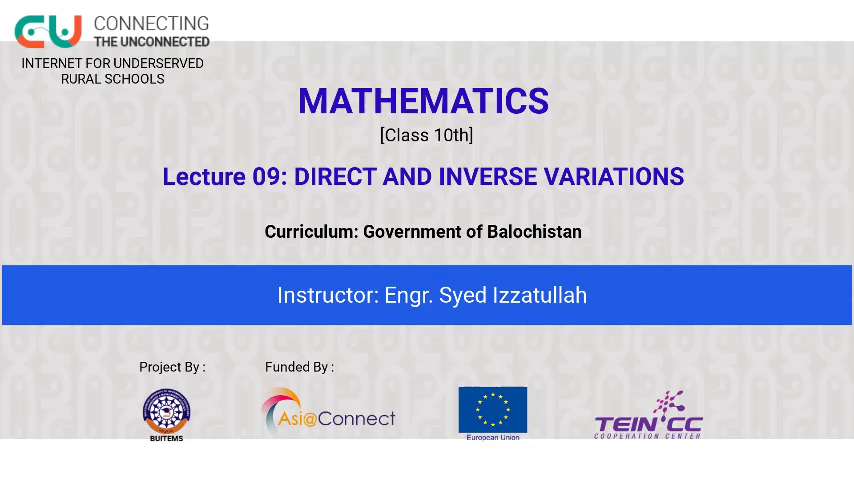 CONNECTING
THE UNCONNECTED
INTERNET FOR UNDERSERVED
RURAL SCHOOLS
MATHEMATICS
[Class 10th]
Lecture 09: DIRECT AND INVERSE VARIATIONS
Curriculum: Government of Balochistan
Instructor: Engr. Syed Izzatullah
Project By :
Funded By :
BUITEMS
Asi@Connect
European Union
TEIN*CC
COOPERATION CENTER